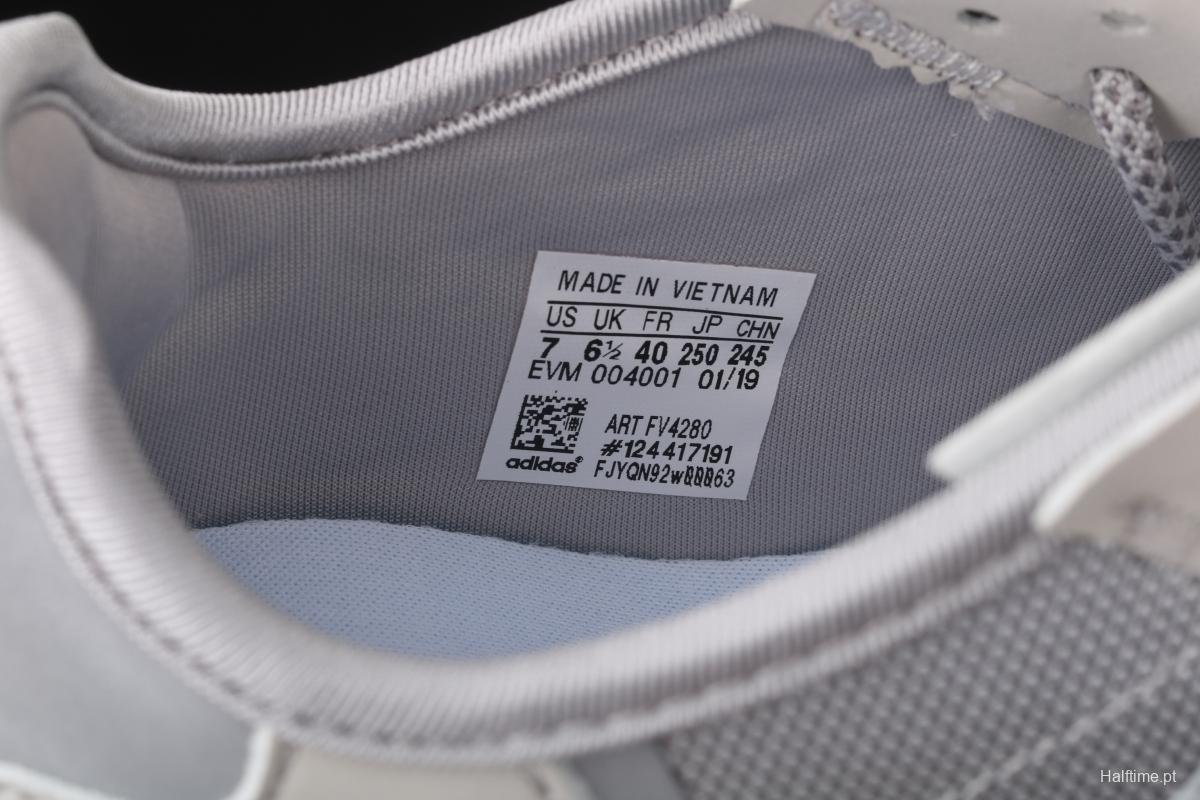 MADE IN VIETNAM
US UK FR JP CHN
7 6½ 40 250 245
EVM 004001 01/19
ART FV4280
#124417191
adidas®
FJYQN92w00063
Halftime.pt